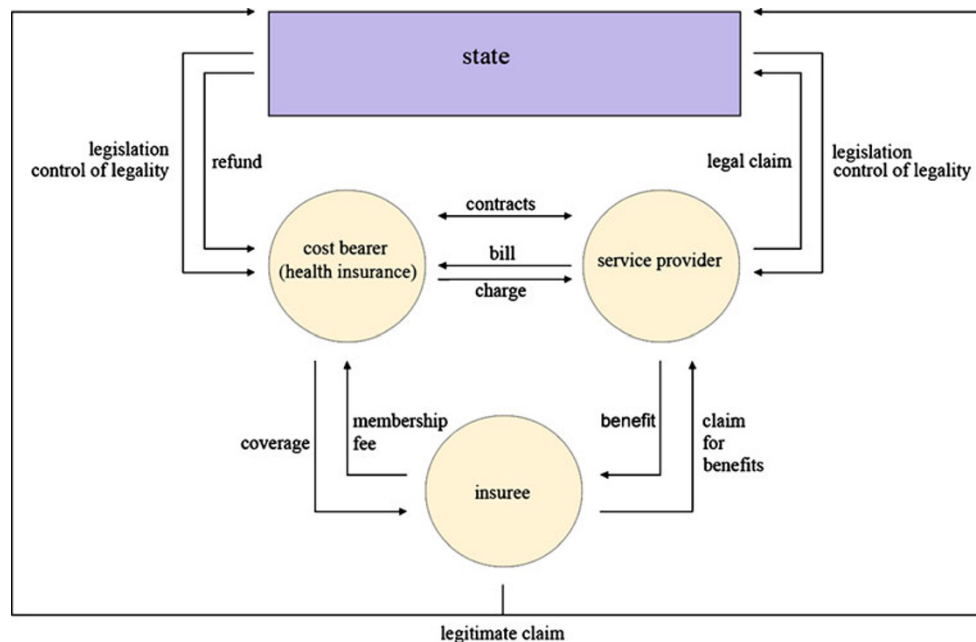 state
legislation
control of legality
refund
legal claim
legislation
control of legality
contracts
cost bearer
(health insurance)
bill
service provider
charge
coverage
membership
fee
benefit
claim
for
benefits
insuree
legitimate claim